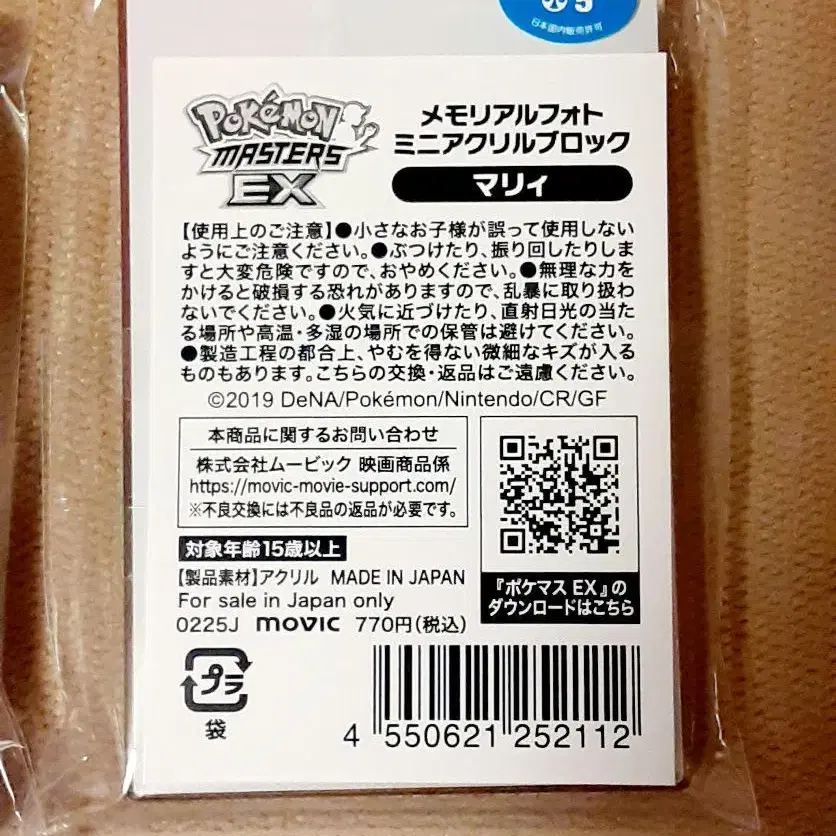 日本国内販売許可
POKéMON
MASTERS
EX
メモリアルフォト
ミニアクリルブロック
マリィ
【使用上のご注意】●小さなお子様が誤って使用しない
ようにご注意ください。●ぶつけたり、振り回したりしま
すと大変危険ですので、おやめください。●無理な力を
かけると破損する恐れがありますので、乱暴に取り扱わ
ないでください。●火気に近づけたり、直射日光の当た
る場所や高温・多湿の場所での保管は避けてください。
●製造工程の都合上、やむを得ない微細なキズが入る
ものもあります。こちらの交換・返品はご遠慮ください。
©2019 DeNA/Pokémon/Nintendo/CR/GF
本商品に関するお問い合わせ
株式会社ムービック 映画商品係
https://movic-movie-support.com/
※不良交換には不良品の返品が必要です。
『ポケマス EX』の
ダウンロードはこちら
対象年齢15歳以上
【製品素材】アクリル MADE IN JAPAN
For sale in Japan only
0225J movic 770円(税込)
プラ
袋
4 550621 252112